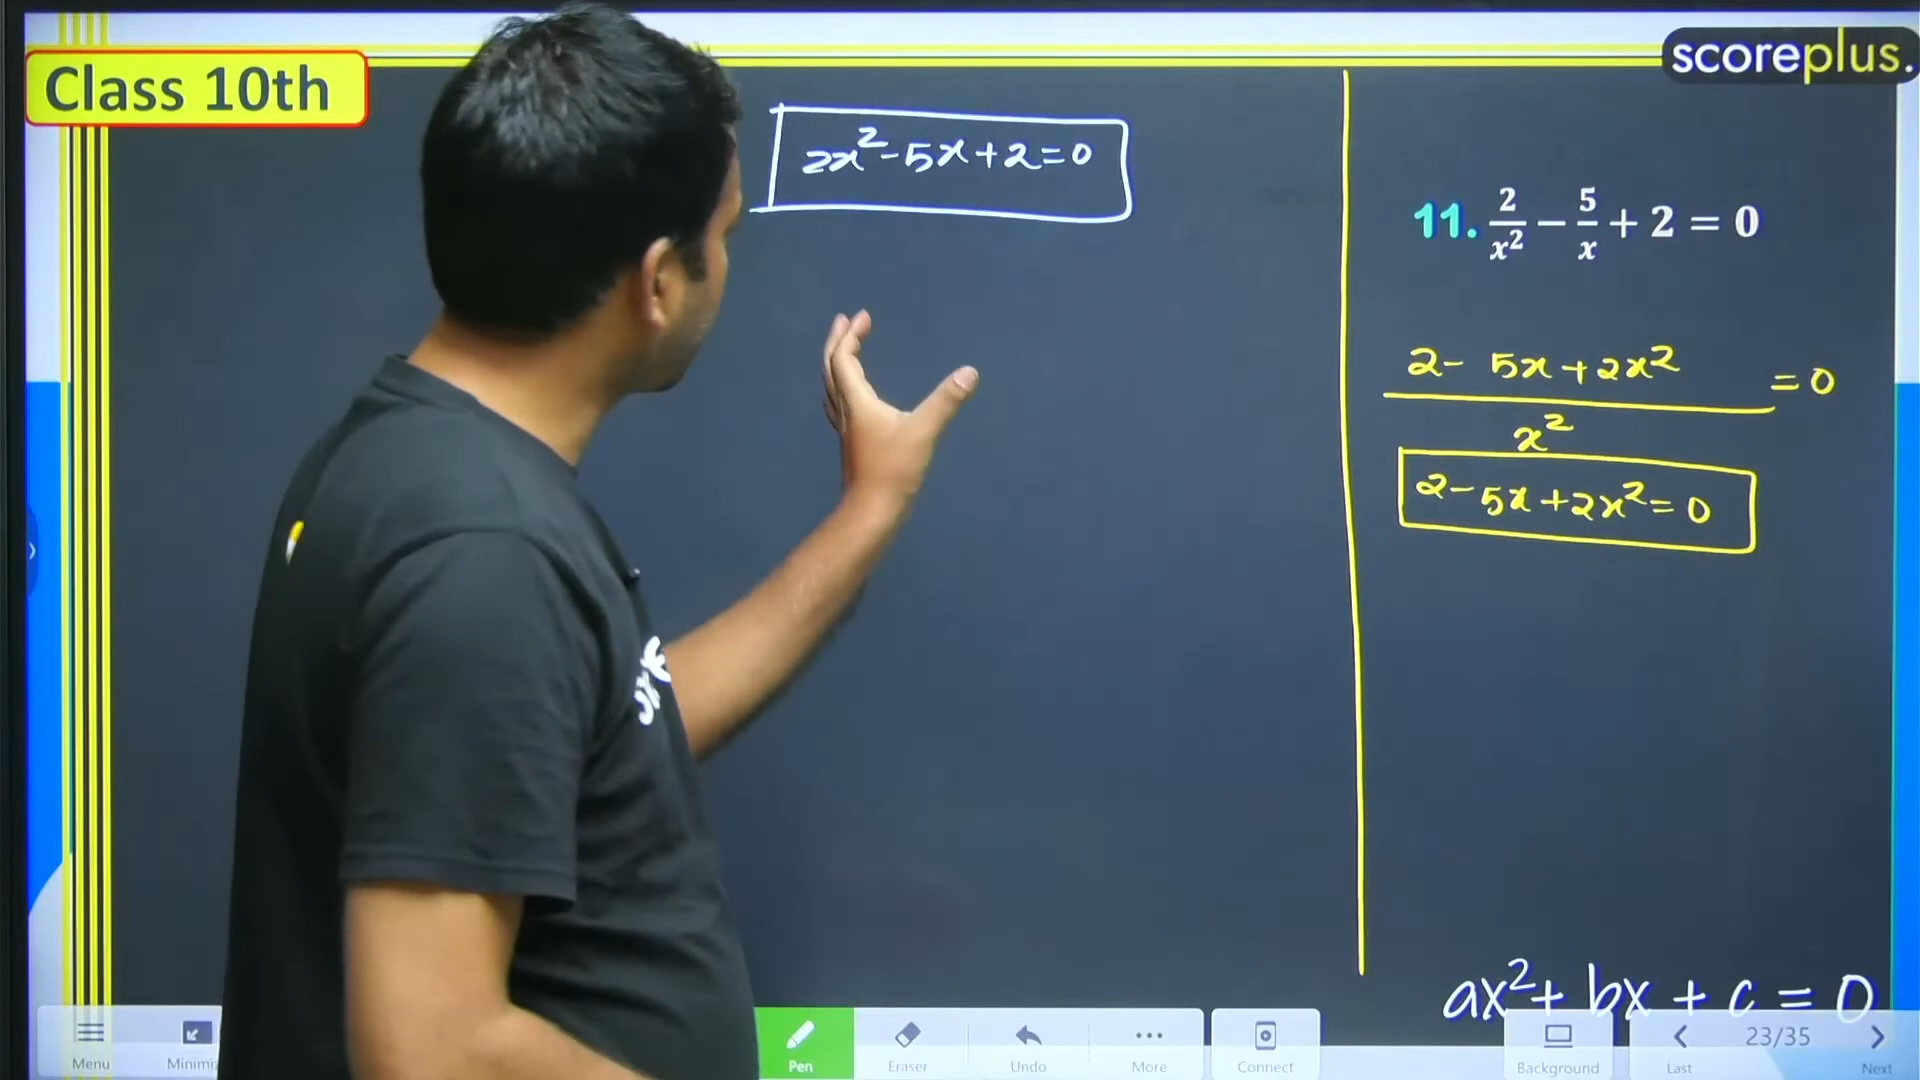 Class 10th
scoreplus.
2x²-5x+2=0
11. 2/x² − 5/x + 2 = 0
2- 5x+2x² / x² =0
2-5x+2x²=0
ax²+ bx + c = 0
Menu
Pen
Eraser
Undo
More
Connect
Background
Last
23/35
Next